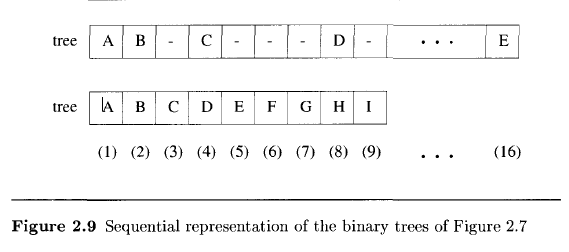 tree A B - C - - - D - ... E
tree A B C D E F G H I
(1) (2) (3) (4) (5) (6) (7) (8) (9) ... (16)
Figure 2.9 Sequential representation of the binary trees of Figure 2.7